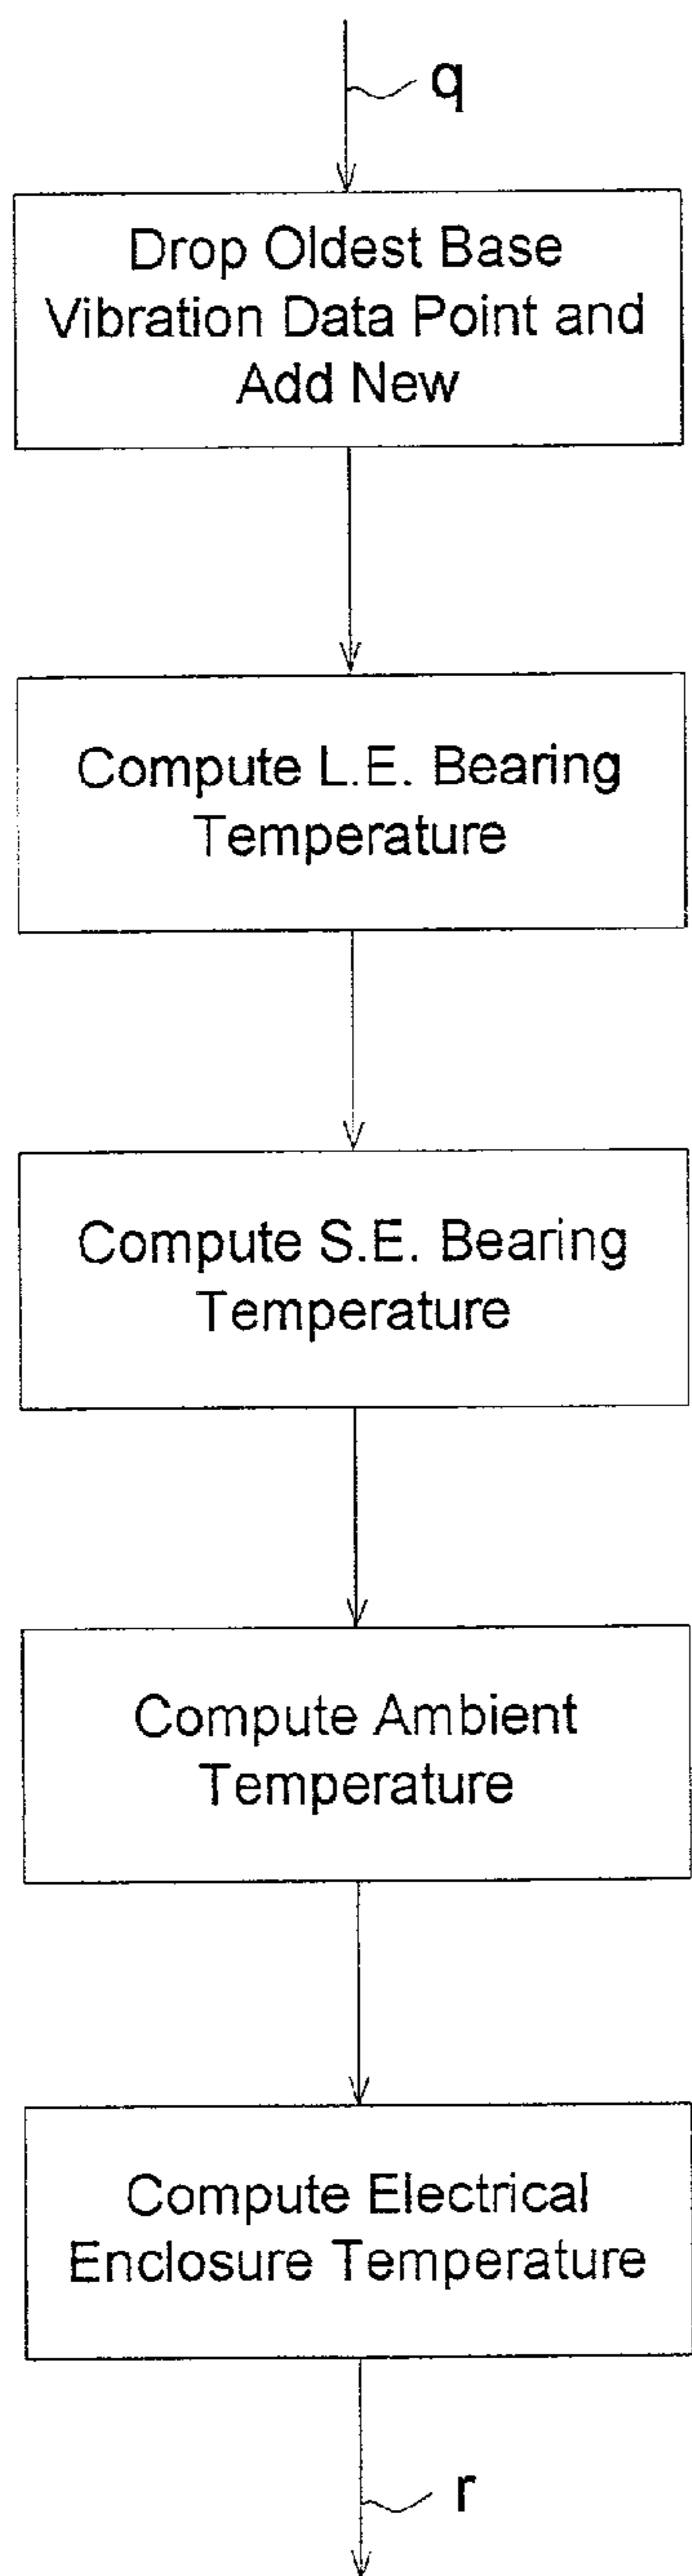 q
Drop Oldest Base
Vibration Data Point and
Add New
Compute L.E. Bearing
Temperature
Compute S.E. Bearing
Temperature
Compute Ambient
Temperature
Compute Electrical
Enclosure Temperature
r